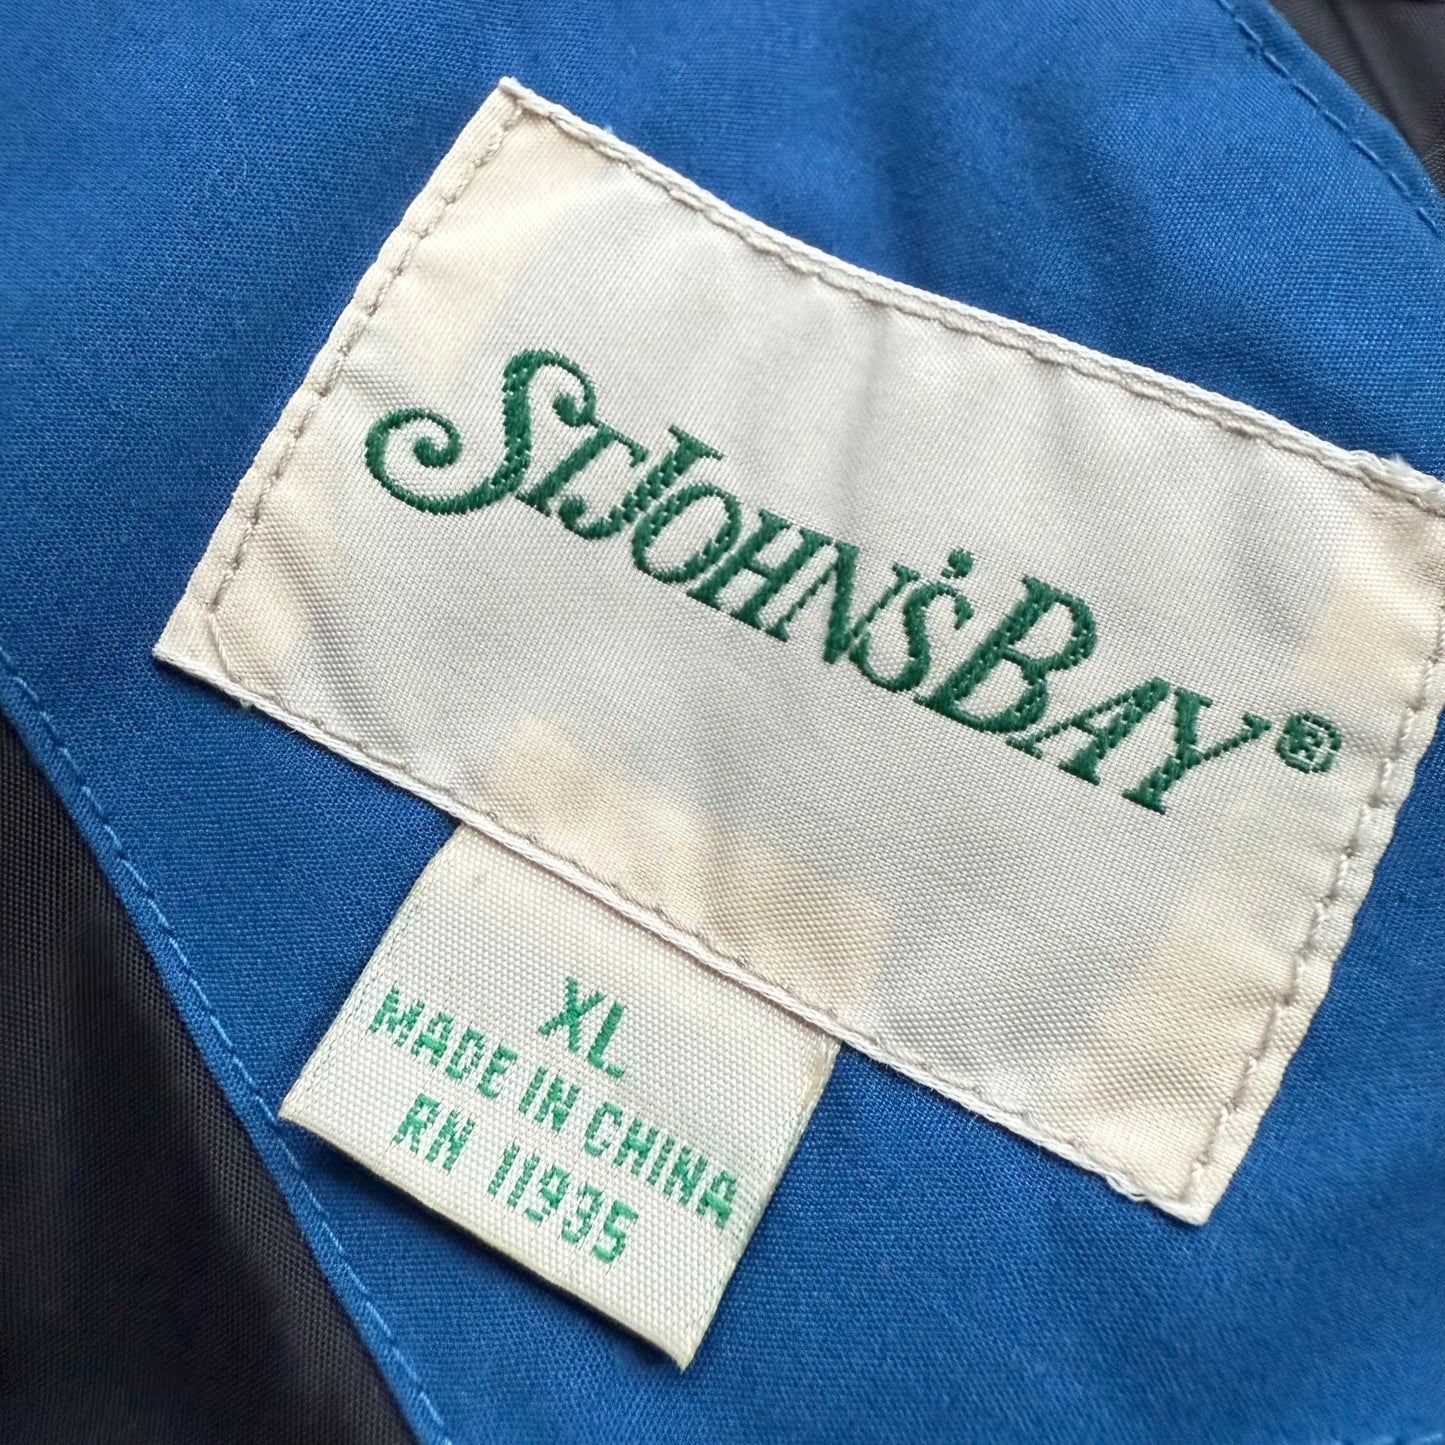 ST. JOHN'S BAY®
XL
MADE IN CHINA
RN 11935